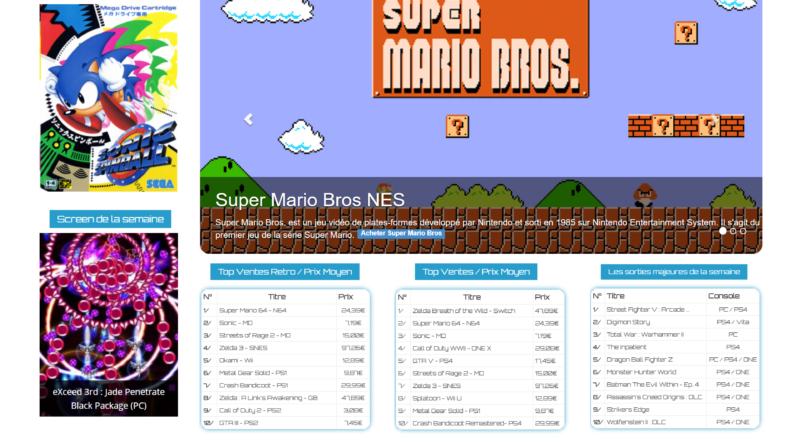 Mega Drive Cartridge
メガドライブ専用
SONIC
SPINBALL
SEGA
Screen de la semaine
eXceed 3rd : Jade Penetrate
Black Package (PC)
SUPER
MARIO BROS.
Super Mario Bros NES
Super Mario Bros. est un jeu vidéo de plates-formes développé par Nintendo et sorti en 1985 sur Nintendo Entertainment System. Il s'agit du
premier jeu de la série Super Mario. Acheter Super Mario Bros
Top Ventes Retro / Prix Moyen
N° Titre Prix
1/ Super Mario 64 - N64 24,39€
2/ Sonic - MD 7,19€
3/ Streets of Rage 2 - MD 15,00€
4/ Zelda 3 - SNES 97,26€
5/ Okami - Wii 12,89€
6/ Metal Gear Solid - PS1 9,87€
7/ Crash Bandicoot - PS1 29,99€
8/ Zelda : A Link's Awakening - GB 47,89€
9/ Call of Duty 2 - PS2 3,08€
10/ GTA III - PS2 7,45€
Top Ventes / Prix Moyen
N° Titre Prix
1/ Zelda Breath of the Wild - Switch 47,89€
2/ Super Mario 64 - N64 24,39€
3/ Sonic - MD 7,19€
4/ Call of Duty WWII - ONE X 29,08€
5/ GTA V - PS4 17,45€
6/ Streets of Rage 2 - MD 15,00€
7/ Zelda 3 - SNES 97,26€
8/ Splatoon - Wii U 12,89€
9/ Metal Gear Solid - PS1 9,87€
10/ Crash Bandicoot Remastered- PS4 29,99€
Les sorties majeures de la semaine
N° Titre Console
1/ Street Fighter V : Arcade ... PC / PS4
2/ Digimon Story PS4 / Vita
3/ Total War : Warhammer II PC
4/ The Inpatient PS4
5/ Dragon Ball Fighter Z PC / PS4 / ONE
6/ Monster Hunter World PS4 / ONE
7/ Batman The Evil Within - Ep. 4 PS4 / ONE
8/ Assassin's Creed Origins : DLC PS4 / ONE
9/ Strikers Edge PS4
10/ Wolfenstein II : DLC PS4 / ONE